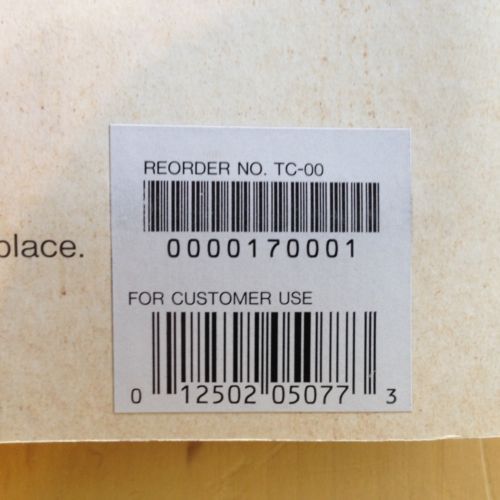 REORDER NO. TC-00
0000170001
place.
FOR CUSTOMER USE
0 12502 05077 3